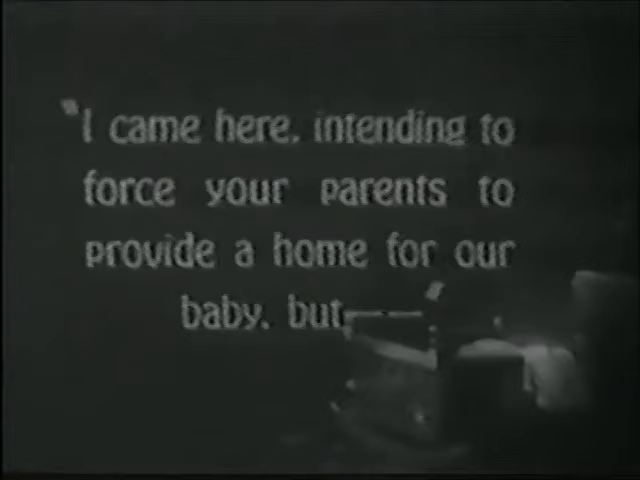 "I came here, intending to
force your parents to
provide a home for our
baby, but——"